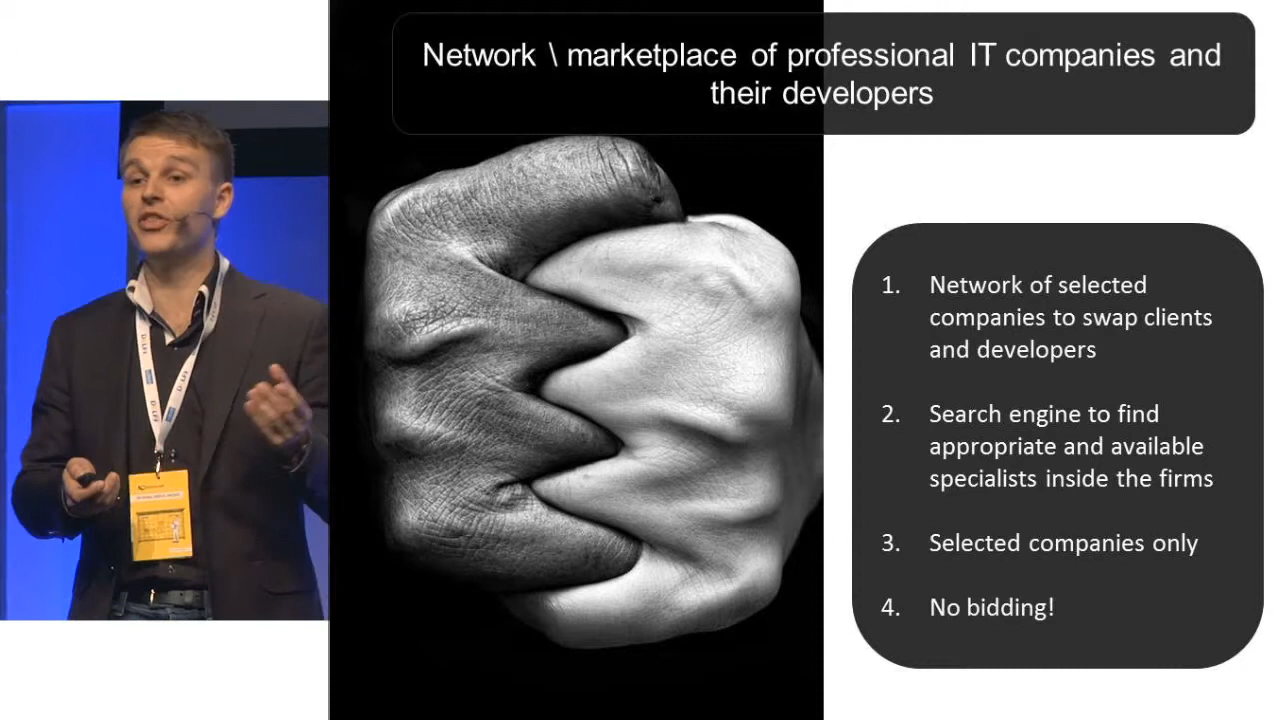 Network \ marketplace of professional IT companies and
their developers
1. Network of selected
companies to swap clients
and developers
2. Search engine to find
appropriate and available
specialists inside the firms
3. Selected companies only
4. No bidding!